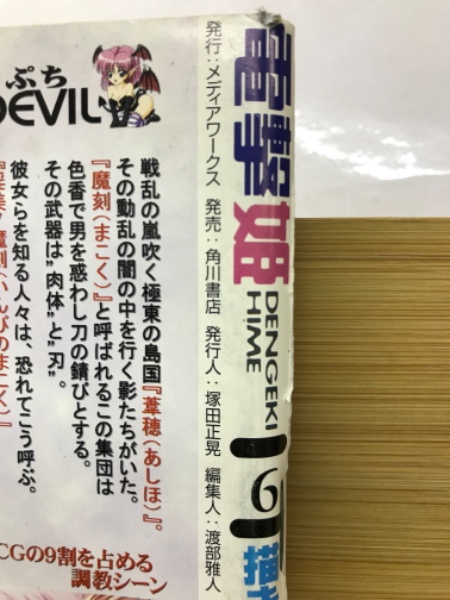 電撃姫
DENGEKI
HIME
6
描き
発行:メディアワークス 発売:角川書店 発行人:塚田正晃 編集人:渡部雅人
ぷち
DEVIL
戦乱の嵐吹く極東の島国『葦穂(あしほ)』。
その動乱の闇の中を行く影たちがいた。
『魔刻(まこく)』と呼ばれるこの集団は
色香で男を惑わし刀の錆びとする。
その武器は"肉体"と"刃"。
彼女らを知る人々は、恐れてこう呼ぶ。
CGの9割を占める
調教シーン